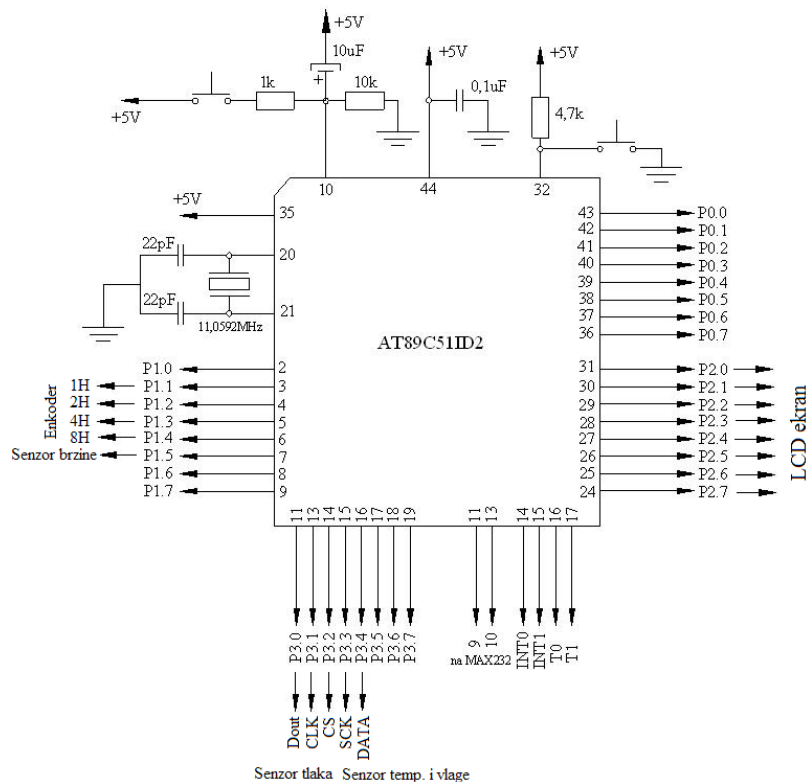 +5V
10uF
+
1k
10k
+5V
+5V
0,1uF
+5V
4,7k
10
44
32
+5V
35
22pF
20
22pF
21
11,0592MHz
AT89C51ID2
43 P0.0
42 P0.1
41 P0.2
40 P0.3
39 P0.4
38 P0.5
37 P0.6
36 P0.7
P1.0 2
1H P1.1 3
2H P1.2 4
4H P1.3 5
8H P1.4 6
Enkoder
Senzor brzine P1.5 7
P1.6 8
P1.7 9
31 P2.0
30 P2.1
29 P2.2
28 P2.3
27 P2.4
26 P2.5
25 P2.6
24 P2.7
LCD ekran
11 13 14 15 16 17 18 19
11 13
14 15 16 17
P3.0 P3.1 P3.2 P3.3 P3.4 P3.5 P3.6 P3.7
9 10
na MAX232
INT0 INT1 T0 T1
Dout CLK CS SCK DATA
Senzor tlaka Senzor temp. i vlage